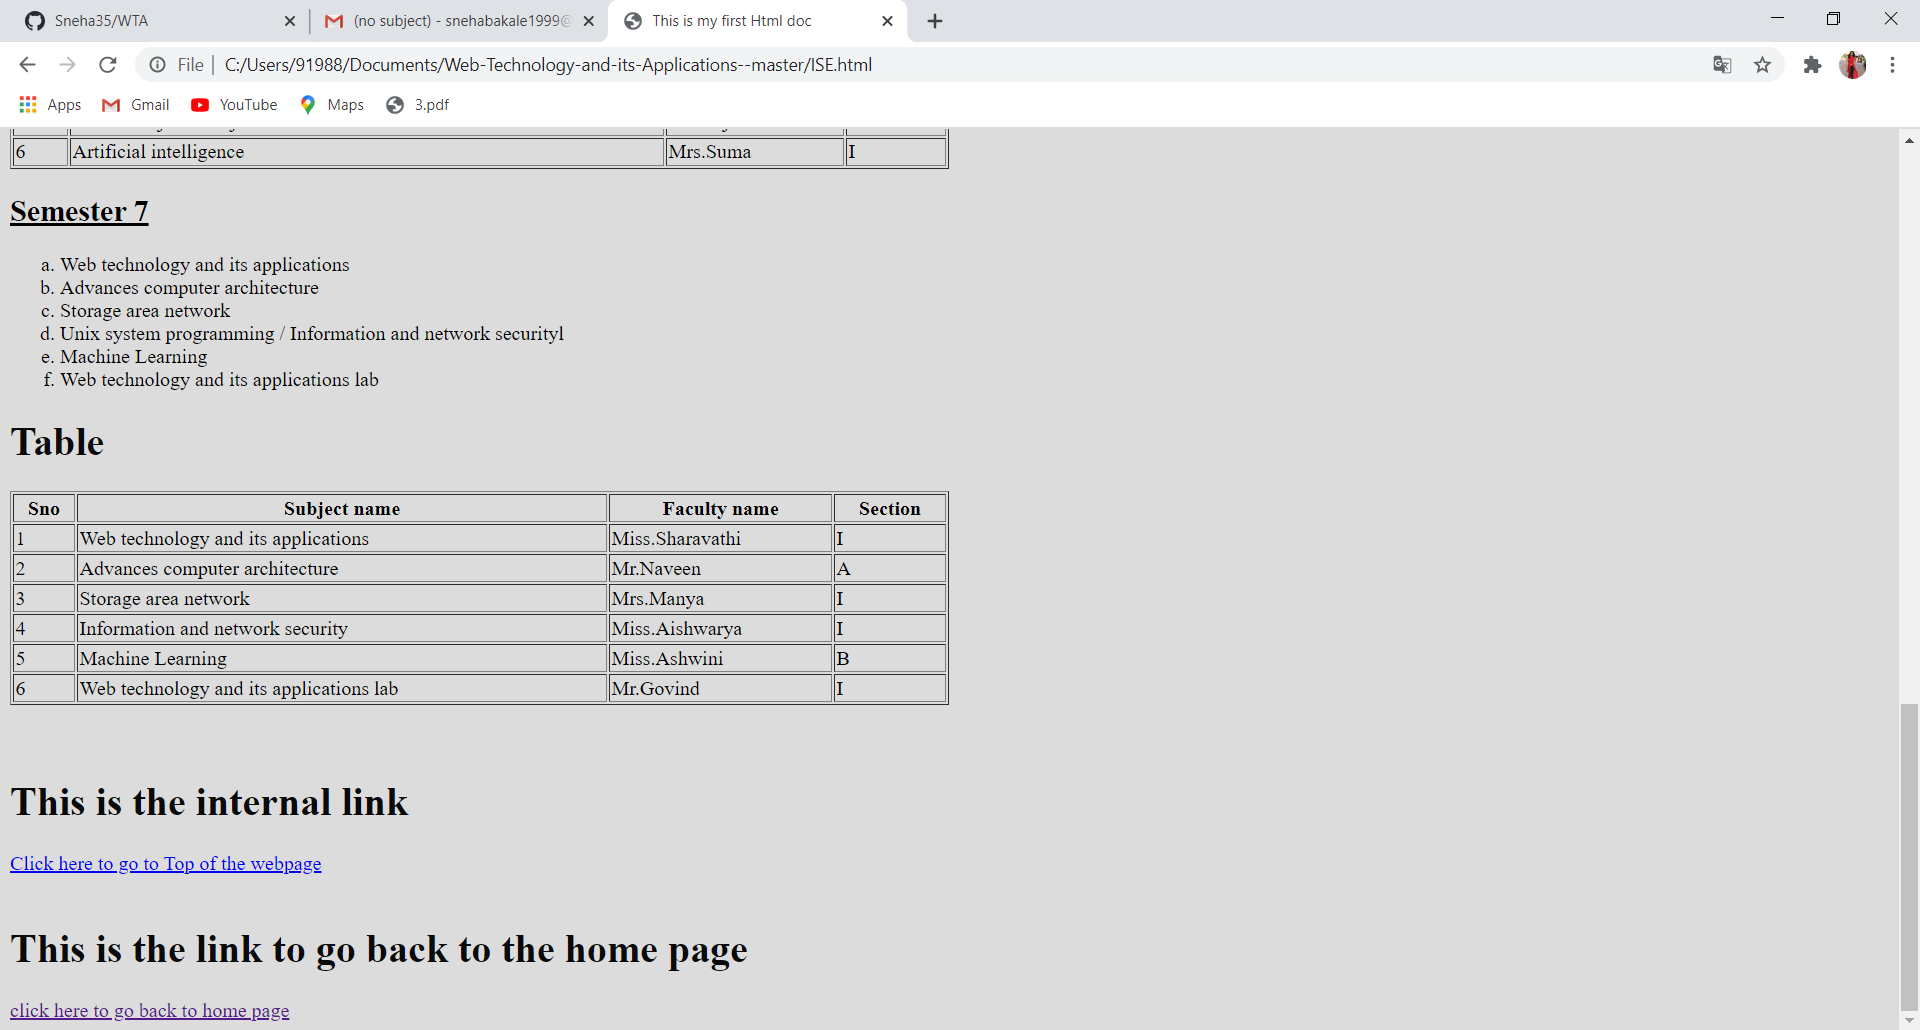 Sneha35/WTA
(no subject) - snehabakale1999@
This is my first Html doc
File | C:/Users/91988/Documents/Web-Technology-and-its-Applications--master/ISE.html
Apps Gmail YouTube Maps 3.pdf
6 Artificial intelligence Mrs.Suma I
Semester 7
a. Web technology and its applications
b. Advances computer architecture
c. Storage area network
d. Unix system programming / Information and network securityl
e. Machine Learning
f. Web technology and its applications lab
Table
Sno Subject name Faculty name Section
1 Web technology and its applications Miss.Sharavathi I
2 Advances computer architecture Mr.Naveen A
3 Storage area network Mrs.Manya I
4 Information and network security Miss.Aishwarya I
5 Machine Learning Miss.Ashwini B
6 Web technology and its applications lab Mr.Govind I
This is the internal link
Click here to go to Top of the webpage
This is the link to go back to the home page
click here to go back to home page